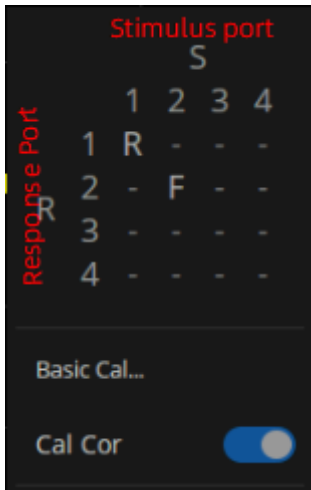 Stimulus port
S
1 2 3 4
Response Port
R
1 R - - -
2 - F - -
3 - - - -
4 - - - -
Basic Cal...
Cal Cor